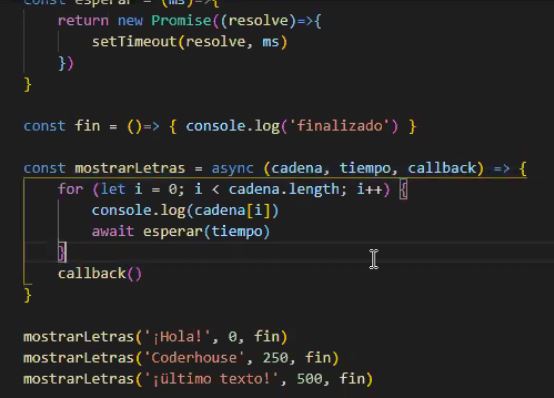 const esperar = (ms)=>{
    return new Promise((resolve)=>{
        setTimeout(resolve, ms)
    })
}
const fin = ()=> { console.log('finalizado') }
const mostrarLetras = async (cadena, tiempo, callback) => {
    for (let i = 0; i < cadena.length; i++) {
        console.log(cadena[i])
        await esperar(tiempo)
    }
    callback()
}
mostrarLetras('¡Hola!', 0, fin)
mostrarLetras('Coderhouse', 250, fin)
mostrarLetras('¡último texto!', 500, fin)